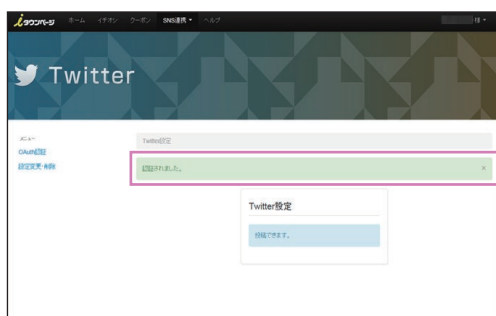 iタウンページ ホーム イチオシ クーポン SNS連携 ヘルプ 様
Twitter
メニュー
OAuth認証
設定変更・削除
Twitter設定
認証されました。 ×
Twitter設定
投稿できます。